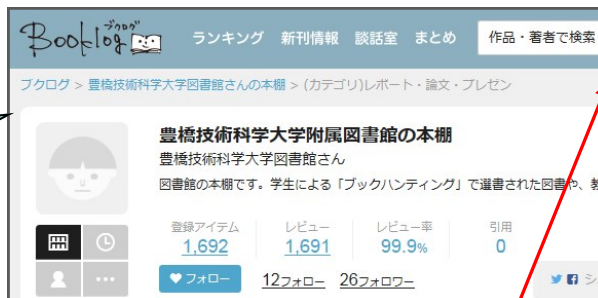 ブクログ
Booklog
ランキング 新刊情報 談話室 まとめ 作品・著者で検索
ブクログ > 豊橋技術科学大学図書館さんの本棚 > (カテゴリ)レポート・論文・プレゼン
豊橋技術科学大学附属図書館の本棚
豊橋技術科学大学図書館さん
図書館の本棚です。学生による「ブックハンティング」で選書された図書や、教
登録アイテム レビュー レビュー率 引用
1,692 1,691 99.9% 0
フォロー 12フォロー 26フォロワー
シ